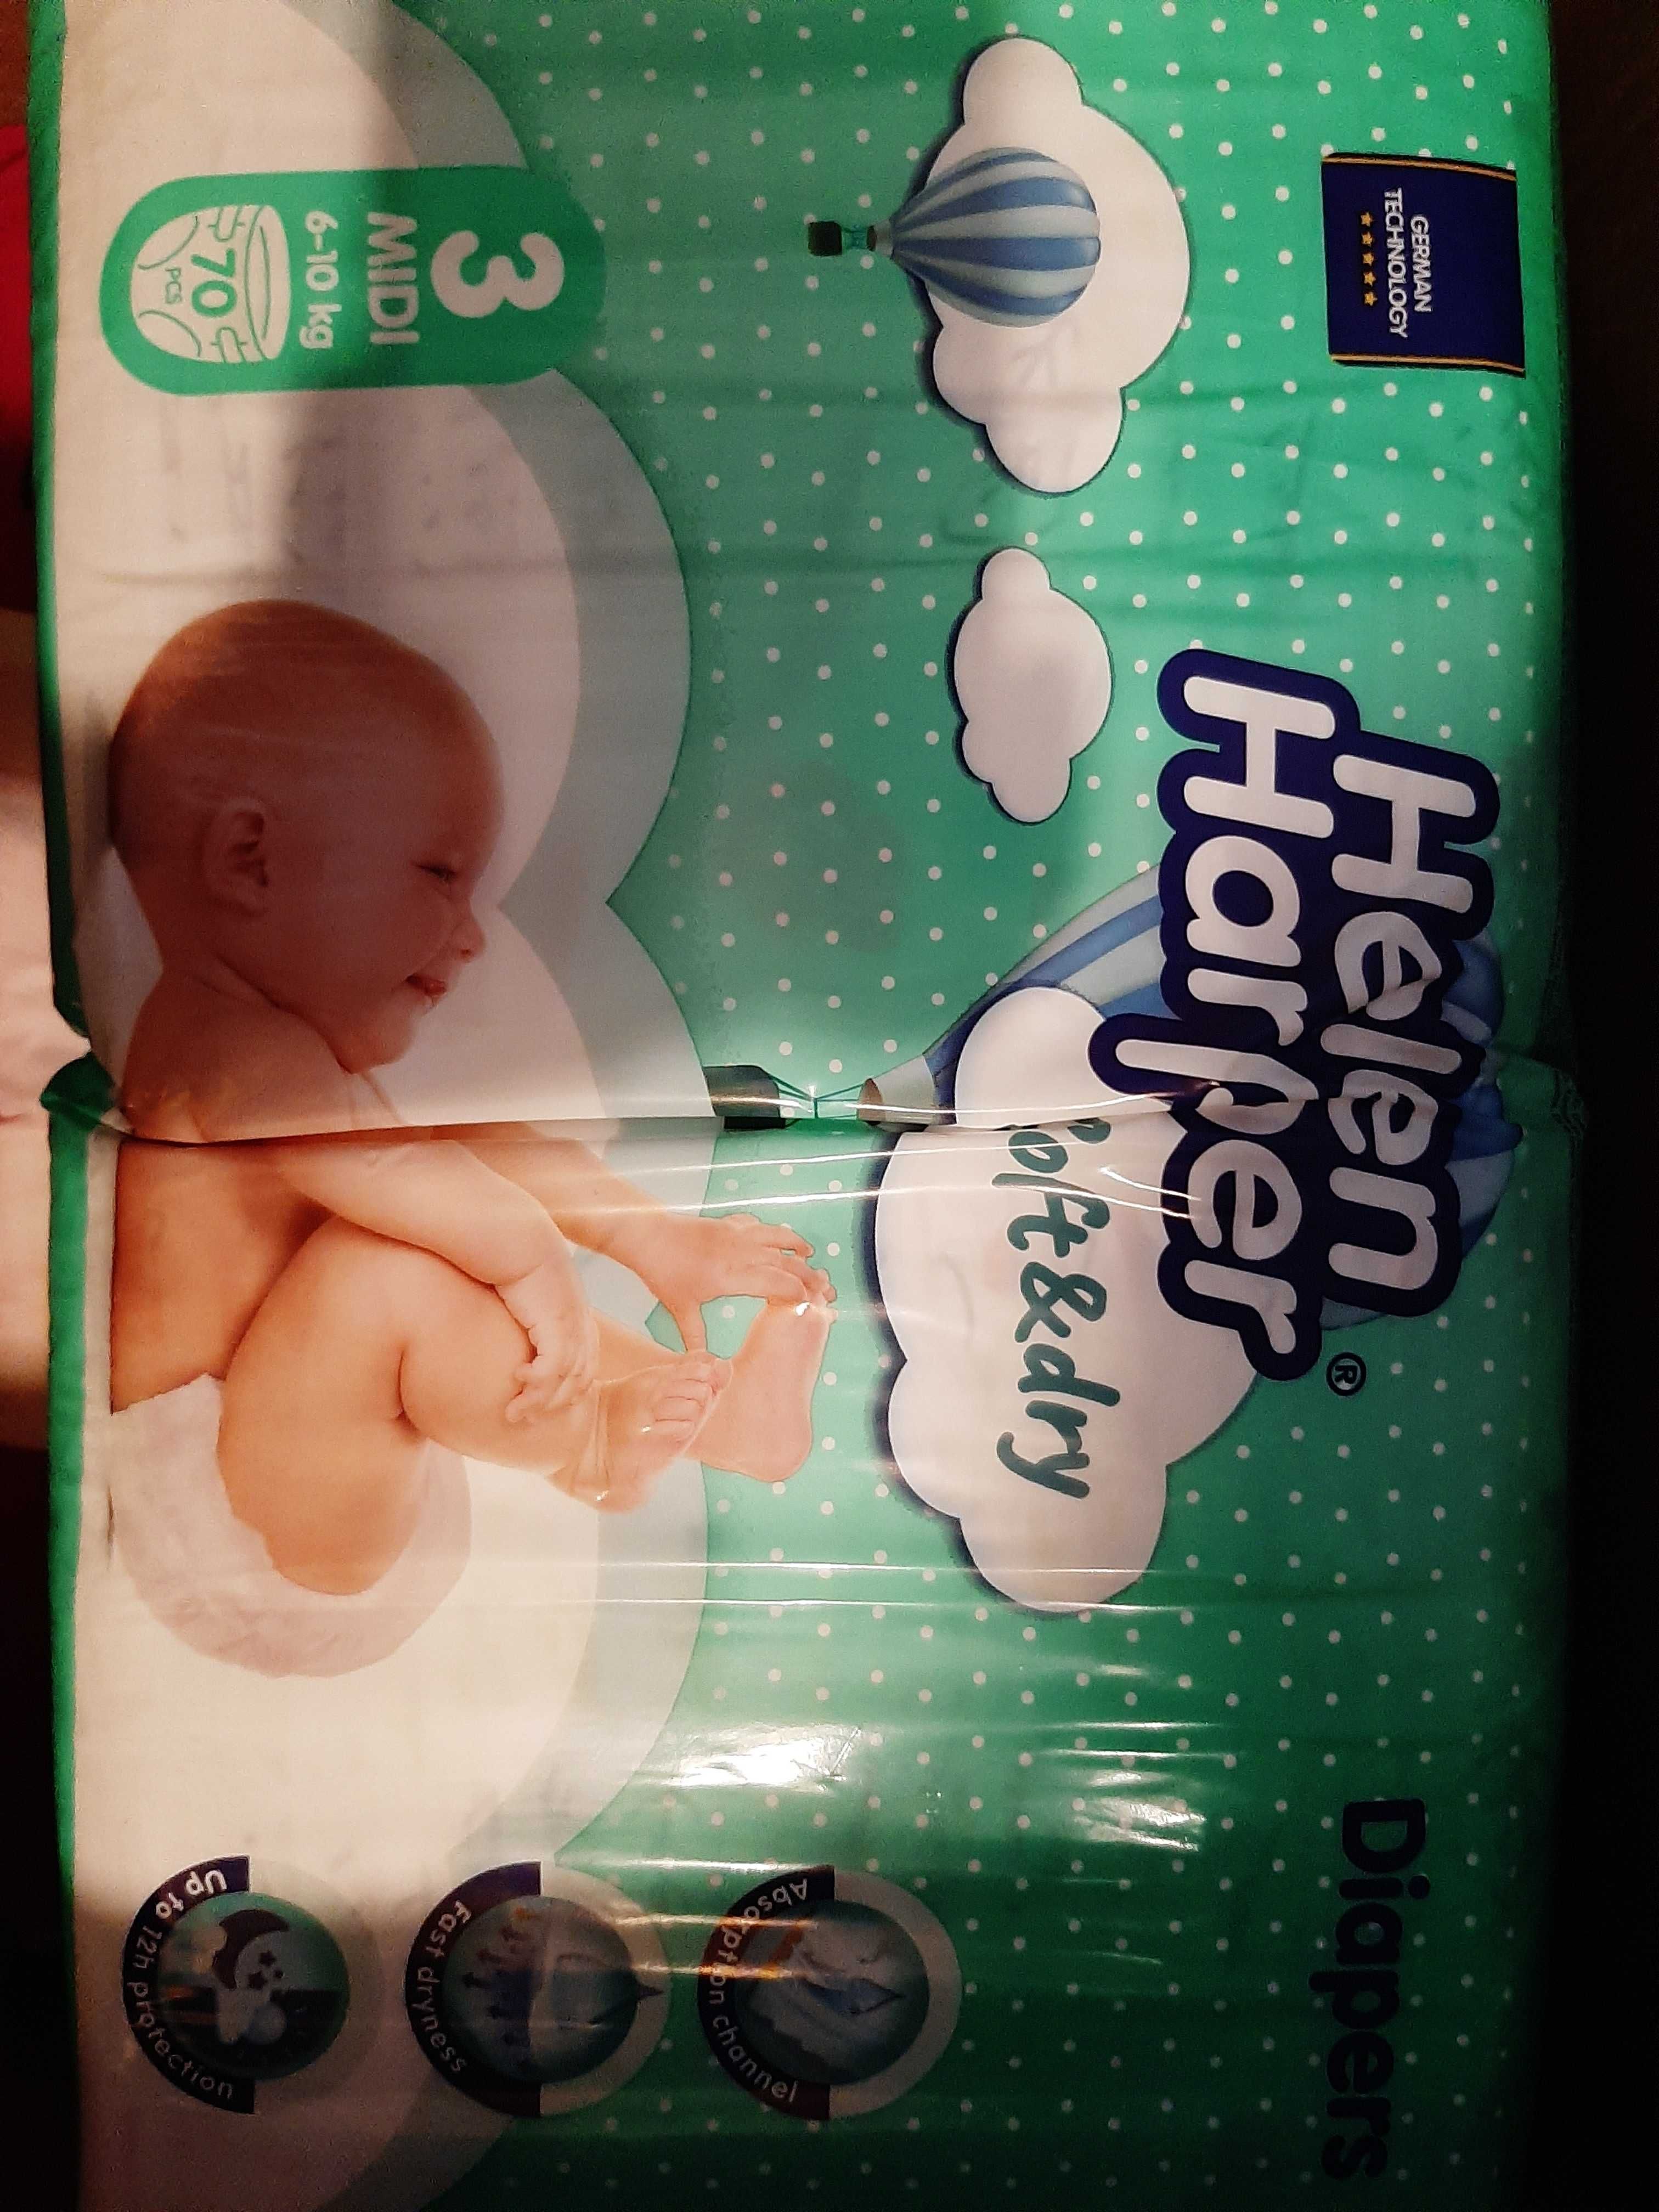 GERMAN
TECHNOLOGY
Helen
Harper®
Soft & dry
Diapers
3
MIDI
6-10 kg
70
PCS
Absorption channel
Fast dryness
Up to 12h protection